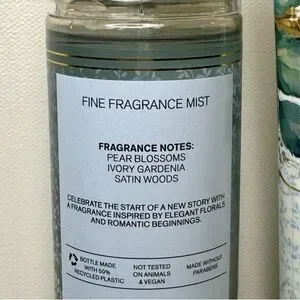 FINE FRAGRANCE MIST
FRAGRANCE NOTES:
PEAR BLOSSOMS
IVORY GARDENIA
SATIN WOODS
CELEBRATE THE START OF A NEW STORY WITH
A FRAGRANCE INSPIRED BY ELEGANT FLORALS
AND ROMANTIC BEGINNINGS.
BOTTLE MADE
WITH 50%
RECYCLED PLASTIC
NOT TESTED
ON ANIMALS
& VEGAN
MADE WITHOUT
PARABENS